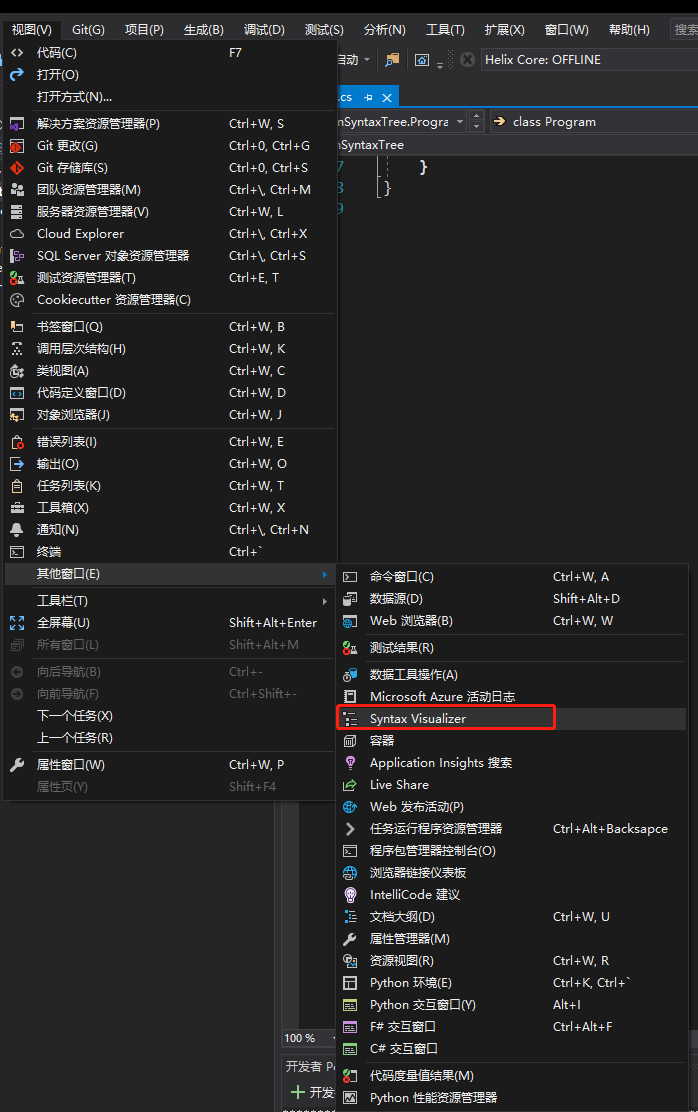 视图(V) Git(G) 项目(P) 生成(B) 调试(D) 测试(S) 分析(N) 工具(T) 扩展(X) 窗口(W) 帮助(H) 搜索
代码(C) F7
启动
Helix Core: OFFLINE
打开(O)
打开方式(N)...
.cs
解决方案资源管理器(P) Ctrl+W, S
nSyntaxTree.Progra class Program
Git 更改(G) Ctrl+0, Ctrl+G
nSyntaxTree
Git 存储库(S) Ctrl+0, Ctrl+S
7 }
团队资源管理器(M) Ctrl+\, Ctrl+M
8 }
服务器资源管理器(V) Ctrl+W, L
9
Cloud Explorer Ctrl+\, Ctrl+X
SQL Server 对象资源管理器 Ctrl+\, Ctrl+S
测试资源管理器(T) Ctrl+E, T
Cookiecutter 资源管理器(C)
书签窗口(Q) Ctrl+W, B
调用层次结构(H) Ctrl+W, K
类视图(A) Ctrl+W, C
代码定义窗口(D) Ctrl+W, D
对象浏览器(J) Ctrl+W, J
错误列表(I) Ctrl+W, E
输出(O) Ctrl+W, O
任务列表(K) Ctrl+W, T
工具箱(X) Ctrl+W, X
通知(N) Ctrl+\, Ctrl+N
终端 Ctrl+`
其他窗口(E)
工具栏(T)
全屏幕(U) Shift+Alt+Enter
所有窗口(L) Shift+Alt+M
向后导航(B) Ctrl+-
向前导航(F) Ctrl+Shift+-
下一个任务(X)
上一个任务(R)
属性窗口(W) Ctrl+W, P
属性页(Y) Shift+F4
命令窗口(C) Ctrl+W, A
数据源(D) Shift+Alt+D
Web 浏览器(B) Ctrl+W, W
测试结果(R)
数据工具操作(A)
Microsoft Azure 活动日志
Syntax Visualizer
容器
Application Insights 搜索
Live Share
Web 发布活动(P)
任务运行程序资源管理器 Ctrl+Alt+Backsapce
程序包管理器控制台(O)
浏览器链接仪表板
IntelliCode 建议
文档大纲(D) Ctrl+W, U
属性管理器(M)
资源视图(R) Ctrl+W, R
Python 环境(E) Ctrl+K, Ctrl+`
Python 交互窗口(Y) Alt+I
F# 交互窗口 Ctrl+Alt+F
C# 交互窗口
代码度量值结果(M)
Python 性能资源管理器
100 %
开发者 Po
开发